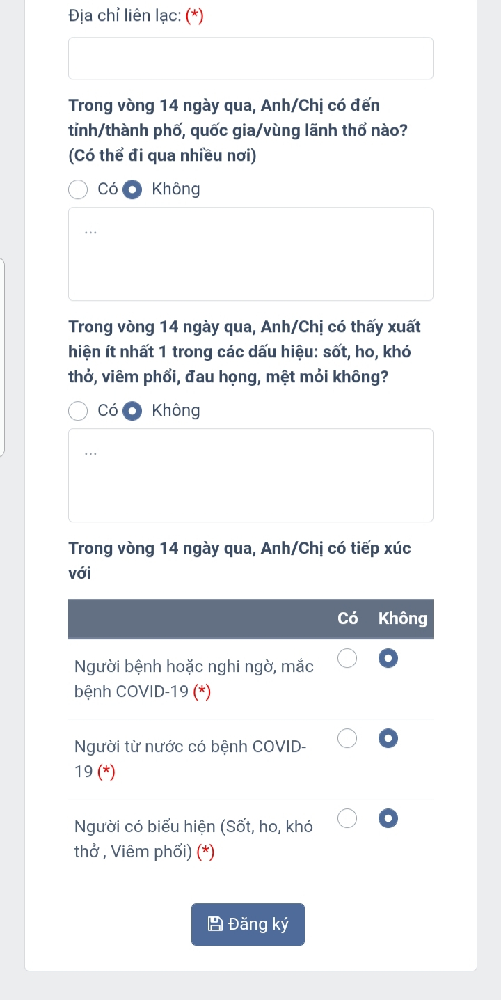 Địa chỉ liên lạc: (*)
Trong vòng 14 ngày qua, Anh/Chị có đến
tỉnh/thành phố, quốc gia/vùng lãnh thổ nào?
(Có thể đi qua nhiều nơi)
Có Không
...
Trong vòng 14 ngày qua, Anh/Chị có thấy xuất
hiện ít nhất 1 trong các dấu hiệu: sốt, ho, khó
thở, viêm phổi, đau họng, mệt mỏi không?
Có Không
...
Trong vòng 14 ngày qua, Anh/Chị có tiếp xúc
với
Có Không
Người bệnh hoặc nghi ngờ, mắc
bệnh COVID-19 (*)
Người từ nước có bệnh COVID-
19 (*)
Người có biểu hiện (Sốt, ho, khó
thở , Viêm phổi) (*)
Đăng ký